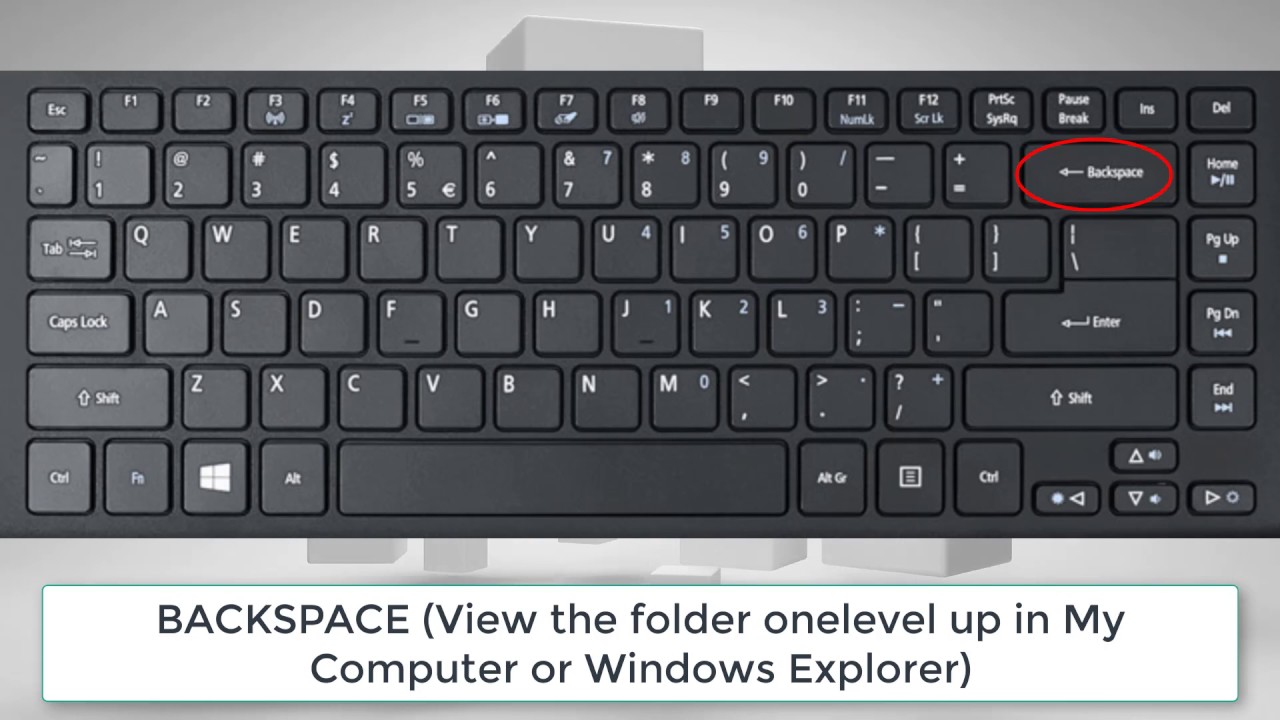 Esc F1 F2 F3 F4 F5 F6 F7 F8 F9 F10 F11 F12 PrtSc Pause Ins Del
z² NumLk Scr Lk SysRq Break
~ ! @ # $ % ^ & 7 * 8 ( 9 ) / — + ← Backspace Home
` 1 2 3 4 5 € 6 7 8 9 0 - =
Tab Q W E R T Y U 4 I 5 O 6 P * { } | Pg Up
[ ] \
Caps Lock A S D F G H J 1 K 2 L 3 : - " Enter Pg Dn
; '
Shift Z X C V B N M 0 < > . ? + Shift End
, . /
Ctrl Fn Alt Alt Gr Ctrl
BACKSPACE (View the folder onelevel up in My
Computer or Windows Explorer)